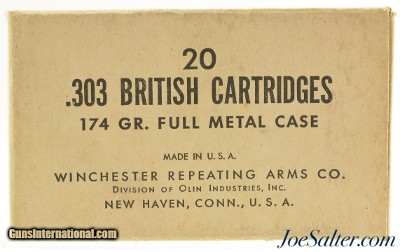 20
.303 BRITISH CARTRIDGES
174 GR. FULL METAL CASE
MADE IN U. S. A.
WINCHESTER REPEATING ARMS CO.
DIVISION OF OLIN INDUSTRIES, INC.
NEW HAVEN, CONN., U. S. A.
GunsInternational.com
JoeSalter.com